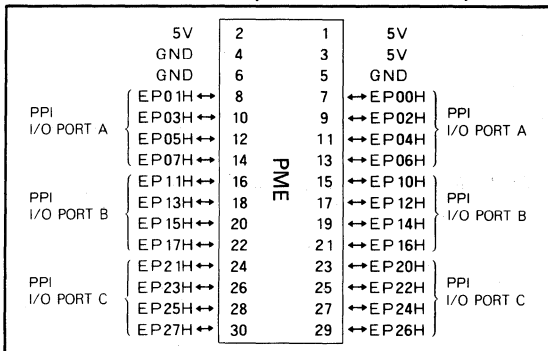 5V 2 1 5V
GND 4 3 5V
GND 6 5 GND
EP01H↔ 8 7 ↔EP00H
EP03H↔ 10 9 ↔EP02H
PPI I/O PORT A EP05H↔ 12 11 ↔EP04H PPI I/O PORT A
EP07H↔ 14 13 ↔EP06H
PME
EP11H↔ 16 15 ↔EP10H
EP13H↔ 18 17 ↔EP12H
PPI I/O PORT B EP15H↔ 20 19 ↔EP14H PPI I/O PORT B
EP17H↔ 22 21 ↔EP16H
EP21H↔ 24 23 ↔EP20H
EP23H↔ 26 25 ↔EP22H
PPI I/O PORT C EP25H↔ 28 27 ↔EP24H PPI I/O PORT C
EP27H↔ 30 29 ↔EP26H